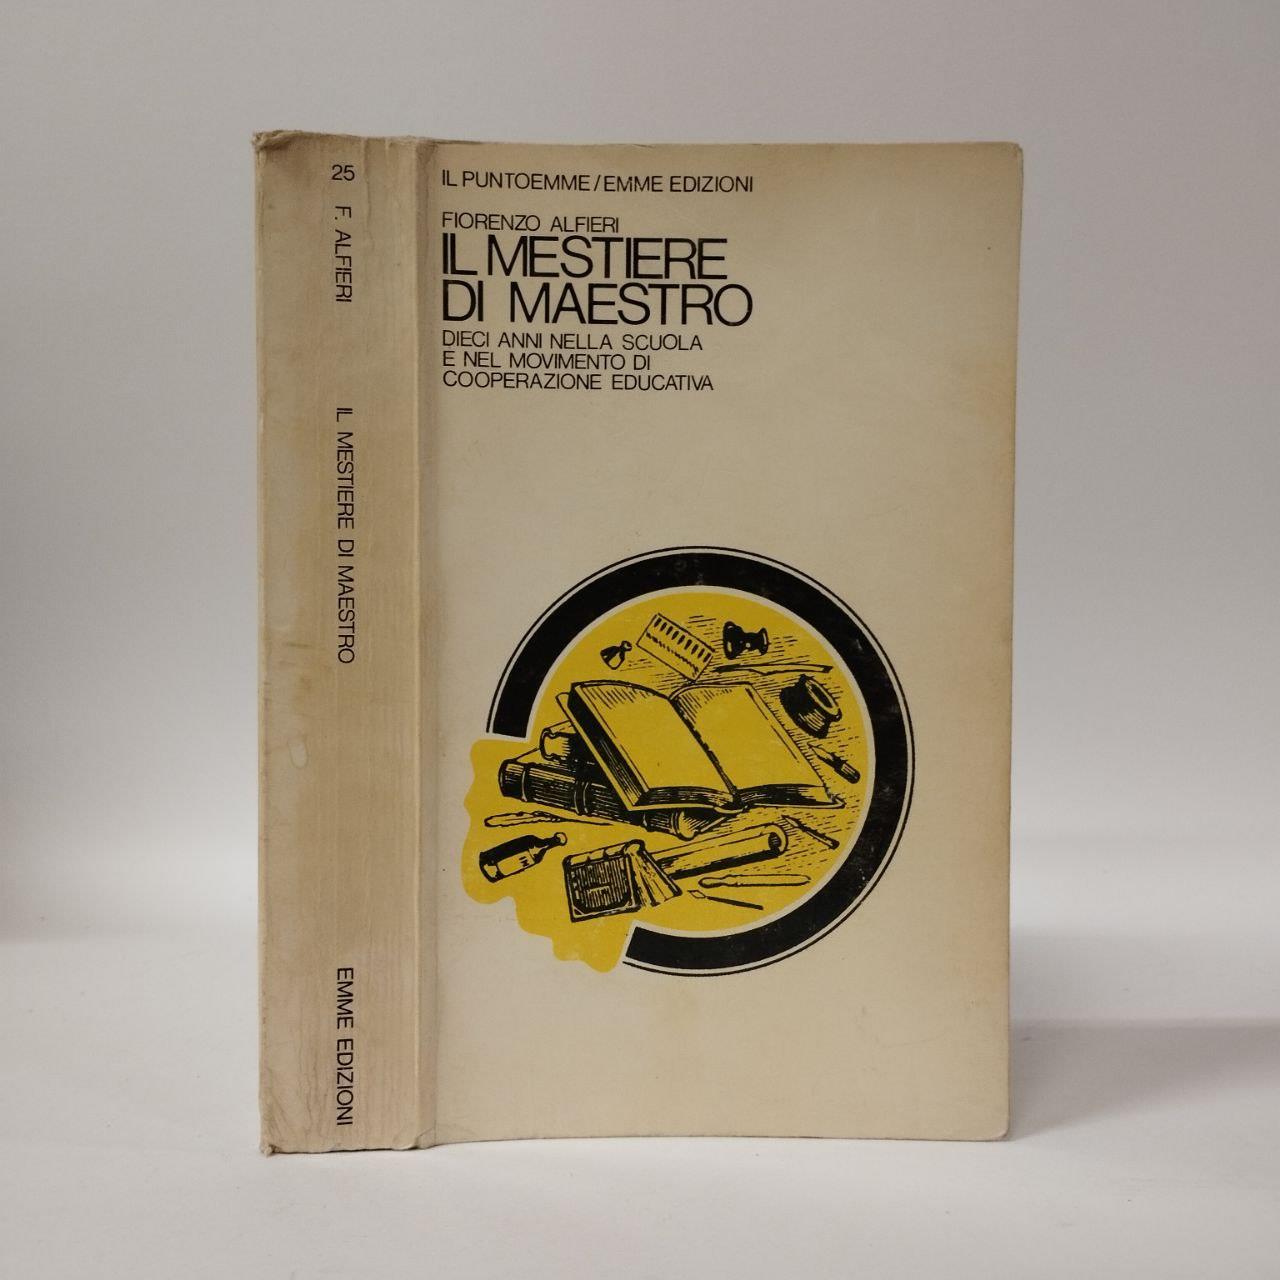 25 F. ALFIERI IL MESTIERE DI MAESTRO EMME EDIZIONI
IL PUNTOEMME/EMME EDIZIONI
FIORENZO ALFIERI
IL MESTIERE
DI MAESTRO
DIECI ANNI NELLA SCUOLA
E NEL MOVIMENTO DI
COOPERAZIONE EDUCATIVA